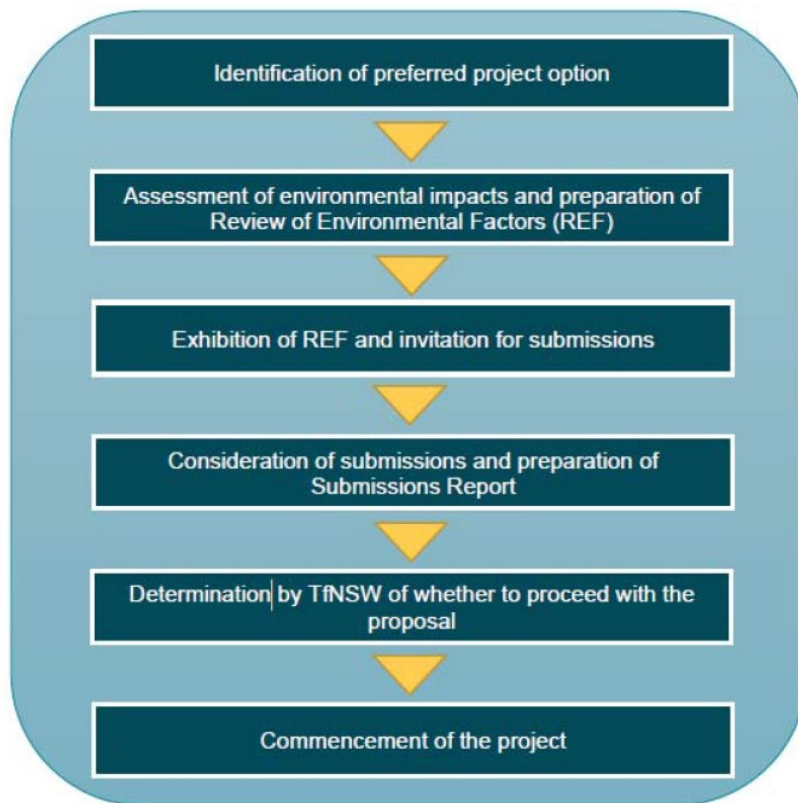 Identification of preferred project option
Assessment of environmental impacts and preparation of
Review of Environmental Factors (REF)
Exhibition of REF and invitation for submissions
Consideration of submissions and preparation of
Submissions Report
Determination by TfNSW of whether to proceed with the
proposal
Commencement of the project